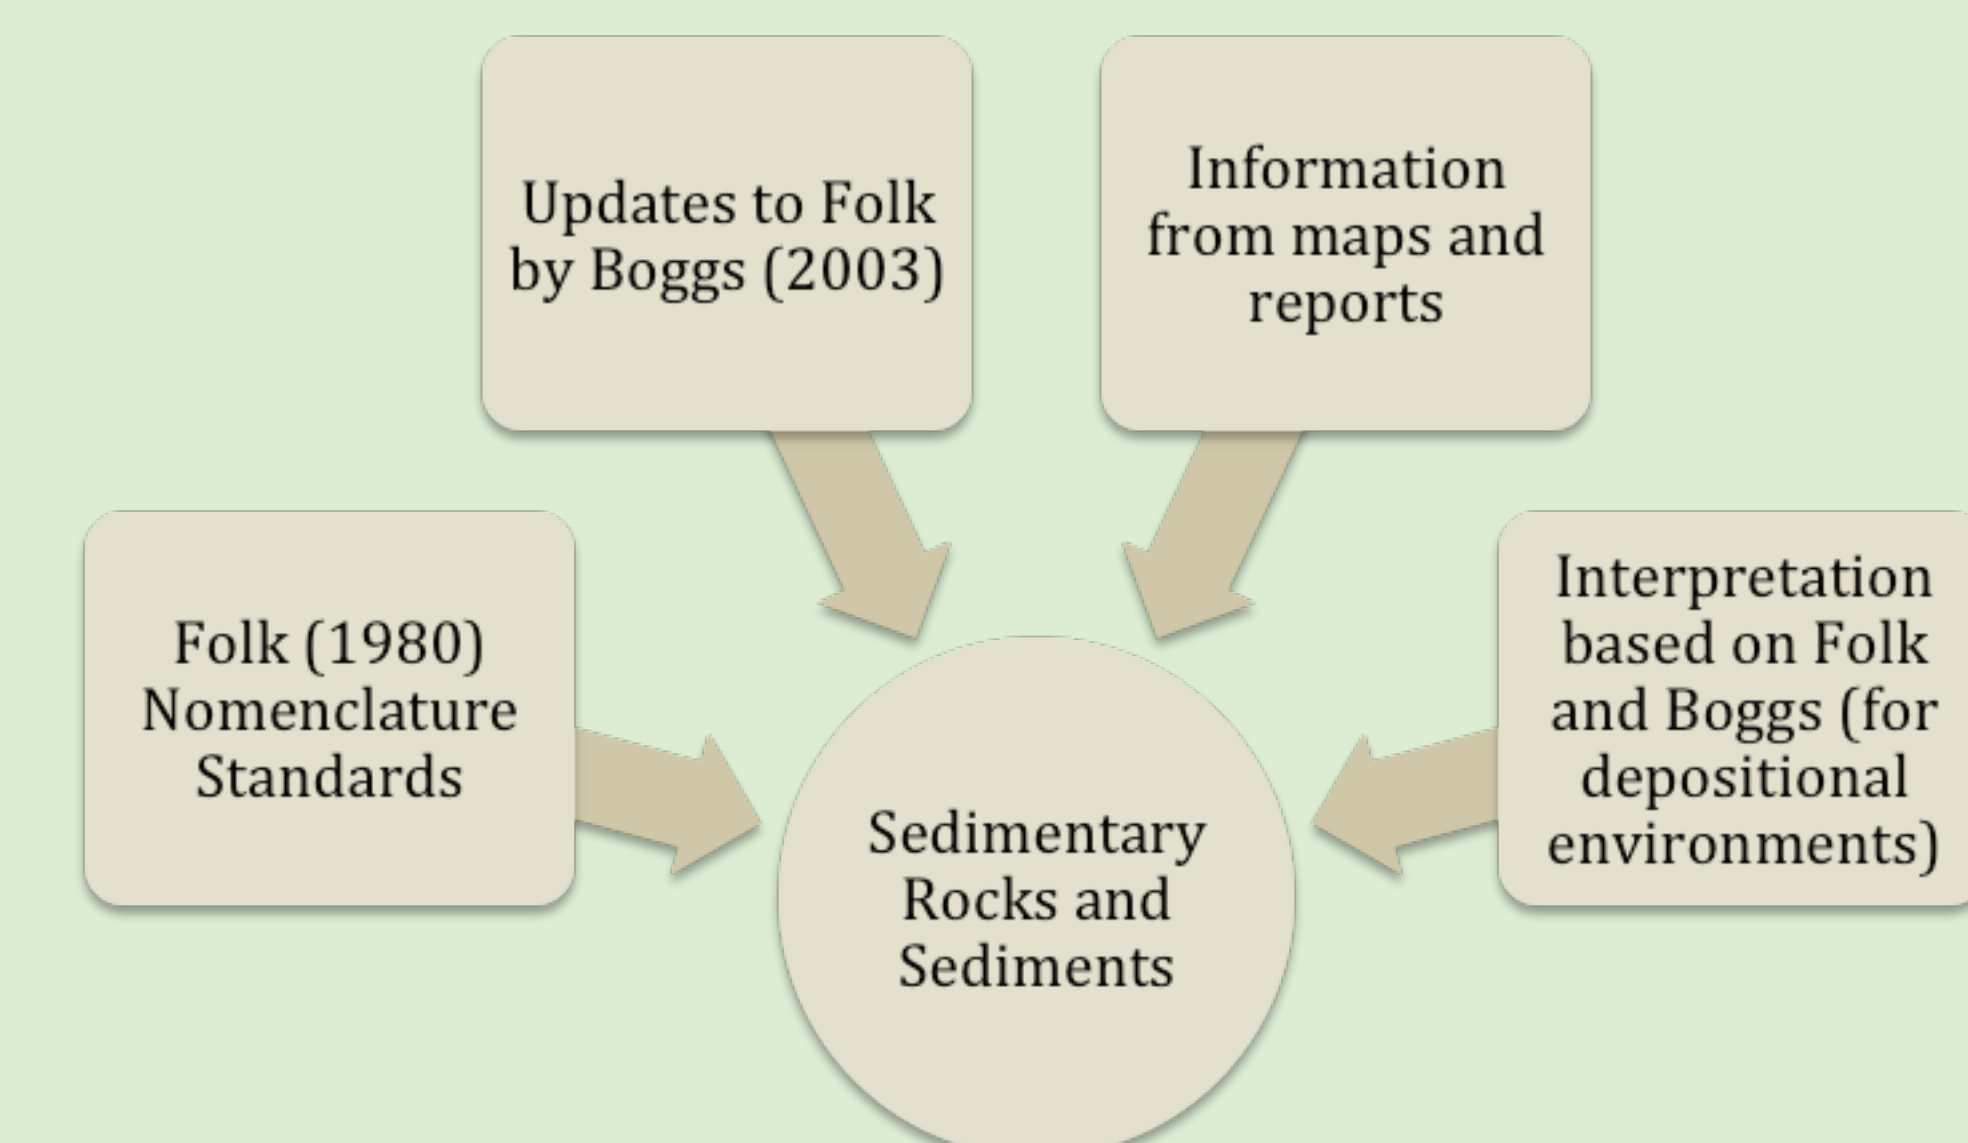 Updates to Folk
by Boggs (2003)
Information
from maps and
reports
Folk (1980)
Nomenclature
Standards
Interpretation
based on Folk
and Boggs (for
depositional
environments)
Sedimentary
Rocks and
Sediments